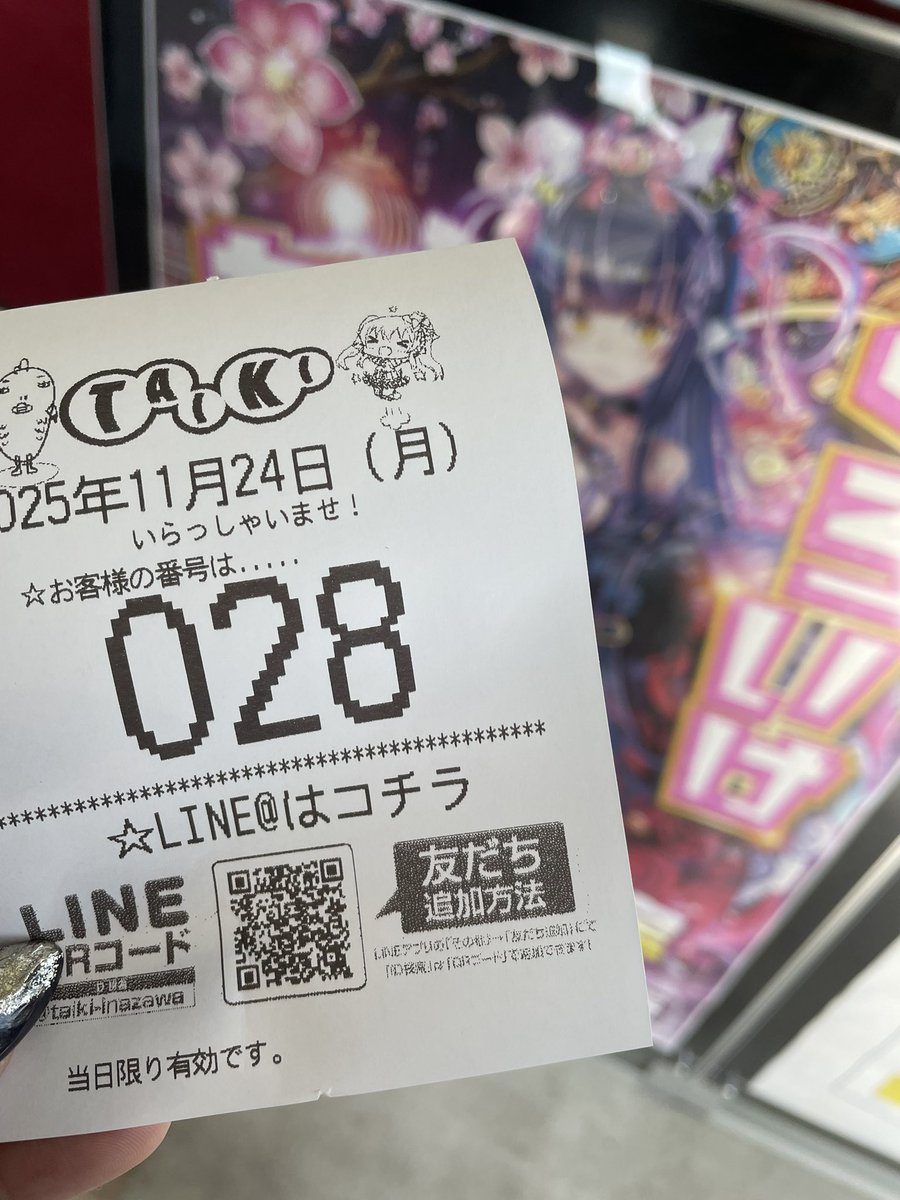 TAiKi
025年11月24日（月）
いらっしゃいませ！
☆お客様の番号は．．．．．
028
*******************************************
☆LINE@はコチラ
LINE
QRコード
@taiki-inazawa
友だち
追加方法
当日限り有効です。